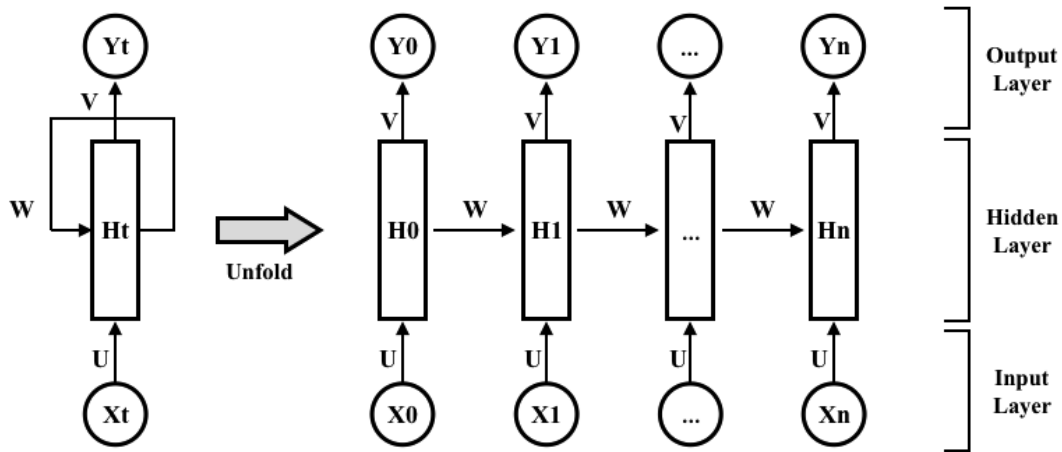 Yt
Y0
Y1
...
Yn
Output
Layer
V
V
V
V
V
W
Ht
Unfold
H0
W
H1
W
...
W
Hn
Hidden
Layer
U
U
U
U
U
Xt
X0
X1
...
Xn
Input
Layer